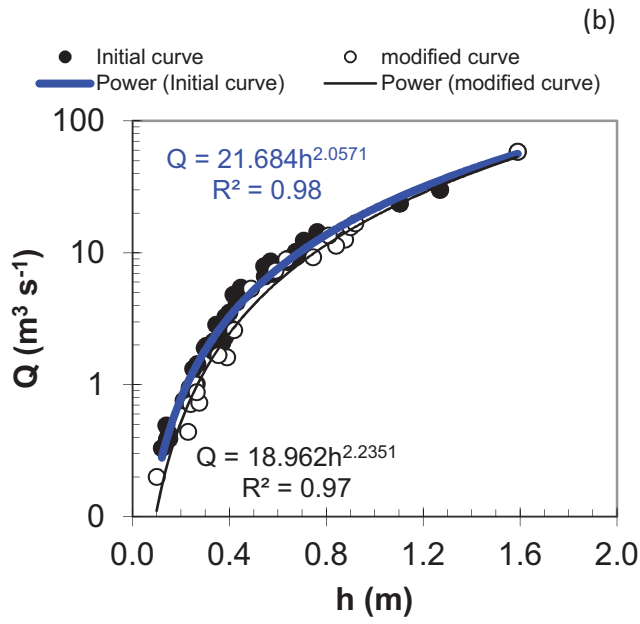 (b)
Initial curve modified curve
Power (Initial curve) Power (modified curve)
100
Q = 21.684h^2.0571
R² = 0.98
10
Q (m³ s⁻¹)
1
Q = 18.962h^2.2351
R² = 0.97
0
0.0 0.4 0.8 1.2 1.6 2.0
h (m)